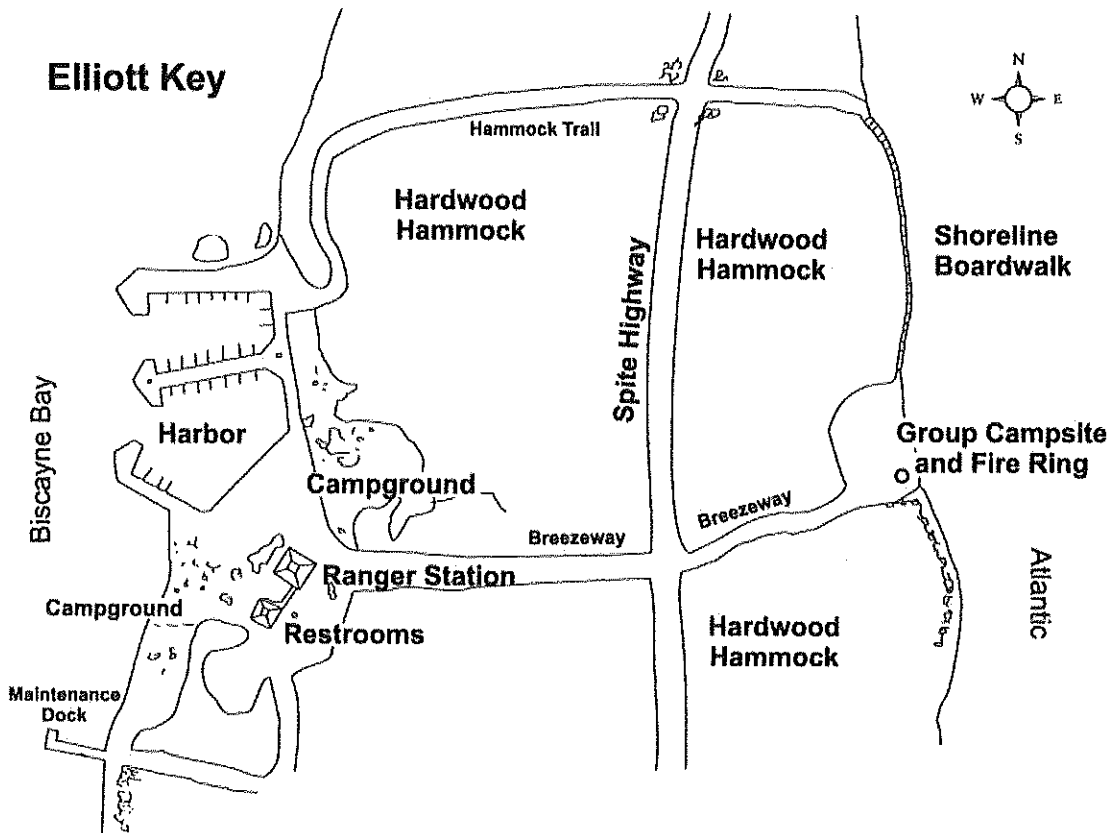 Elliott Key
N
W
E
S
Hammock Trail
Hardwood
Hammock
Hardwood
Hammock
Shoreline
Boardwalk
Spite Highway
Biscayne Bay
Harbor
Group Campsite
and Fire Ring
Campground
Breezeway
Breezeway
Ranger Station
Atlantic
Campground
Restrooms
Hardwood
Hammock
Maintenance
Dock